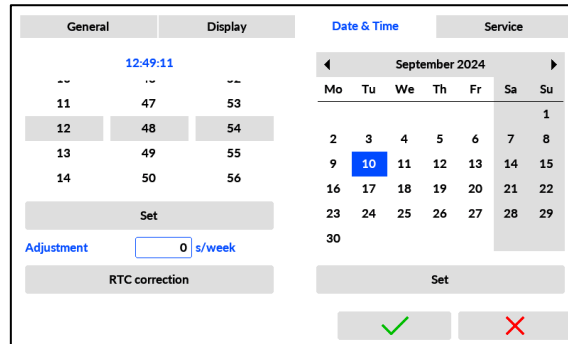 General Display Date & Time Service
12:49:11
11 47 53
12 48 54
13 49 55
14 50 56
Set
Adjustment 0 s/week
RTC correction
September 2024
Mo Tu We Th Fr Sa Su
1
2 3 4 5 6 7 8
9 10 11 12 13 14 15
16 17 18 19 20 21 22
23 24 25 26 27 28 29
30
Set